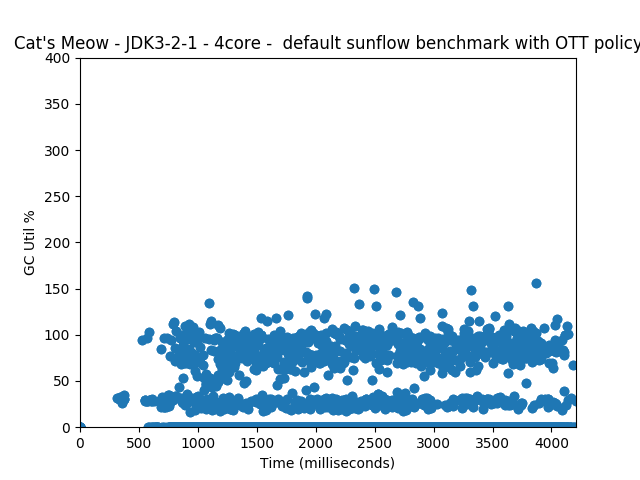 Cat's Meow - JDK3-2-1 - 4core -  default sunflow benchmark with OTT policy
400
350
300
250
200
150
100
50
0
GC Util %
0 500 1000 1500 2000 2500 3000 3500 4000
Time (milliseconds)